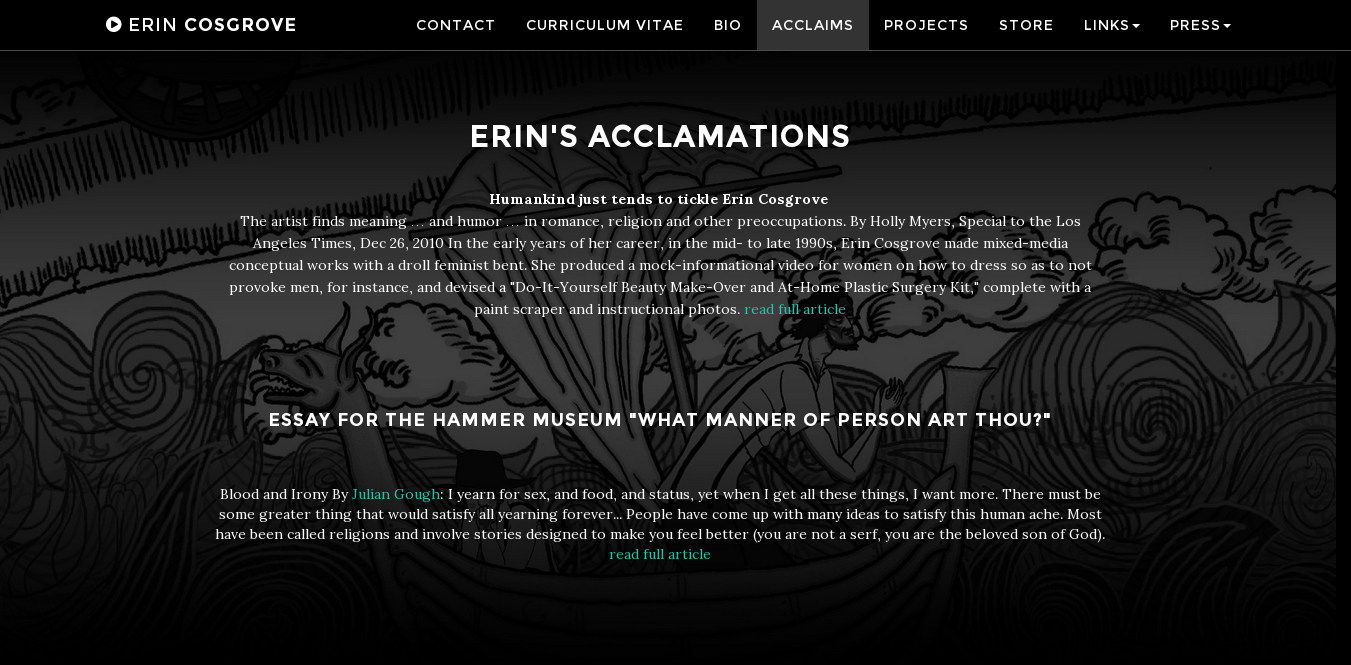 ERIN COSGROVE
CONTACT CURRICULUM VITAE BIO ACCLAIMS PROJECTS STORE LINKS PRESS
ERIN'S ACCLAMATIONS
Humankind just tends to tickle Erin Cosgrove
The artist finds meaning . . . and humor . . . in romance, religion and other preoccupations. By Holly Myers, Special to the Los
Angeles Times, Dec 26, 2010 In the early years of her career, in the mid- to late 1990s, Erin Cosgrove made mixed-media
conceptual works with a droll feminist bent. She produced a mock-informational video for women on how to dress so as to not
provoke men, for instance, and devised a "Do-It-Yourself Beauty Make-Over and At-Home Plastic Surgery Kit," complete with a
paint scraper and instructional photos. read full article
ESSAY FOR THE HAMMER MUSEUM "WHAT MANNER OF PERSON ART THOU?"
Blood and Irony By Julian Gough: I yearn for sex, and food, and status, yet when I get all these things, I want more. There must be
some greater thing that would satisfy all yearning forever... People have come up with many ideas to satisfy this human ache. Most
have been called religions and involve stories designed to make you feel better (you are not a serf, you are the beloved son of God).
read full article